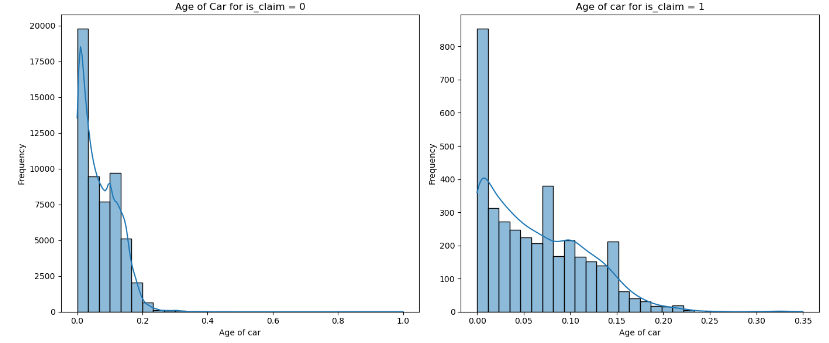 Age of Car for is_claim = 0
20000
17500
15000
12500
10000
7500
5000
2500
0
Frequency
0.0 0.2 0.4 0.6 0.8 1.0
Age of car
Age of car for is_claim = 1
800
700
600
500
400
300
200
100
0
Frequency
0.00 0.05 0.10 0.15 0.20 0.25 0.30 0.35
Age of car